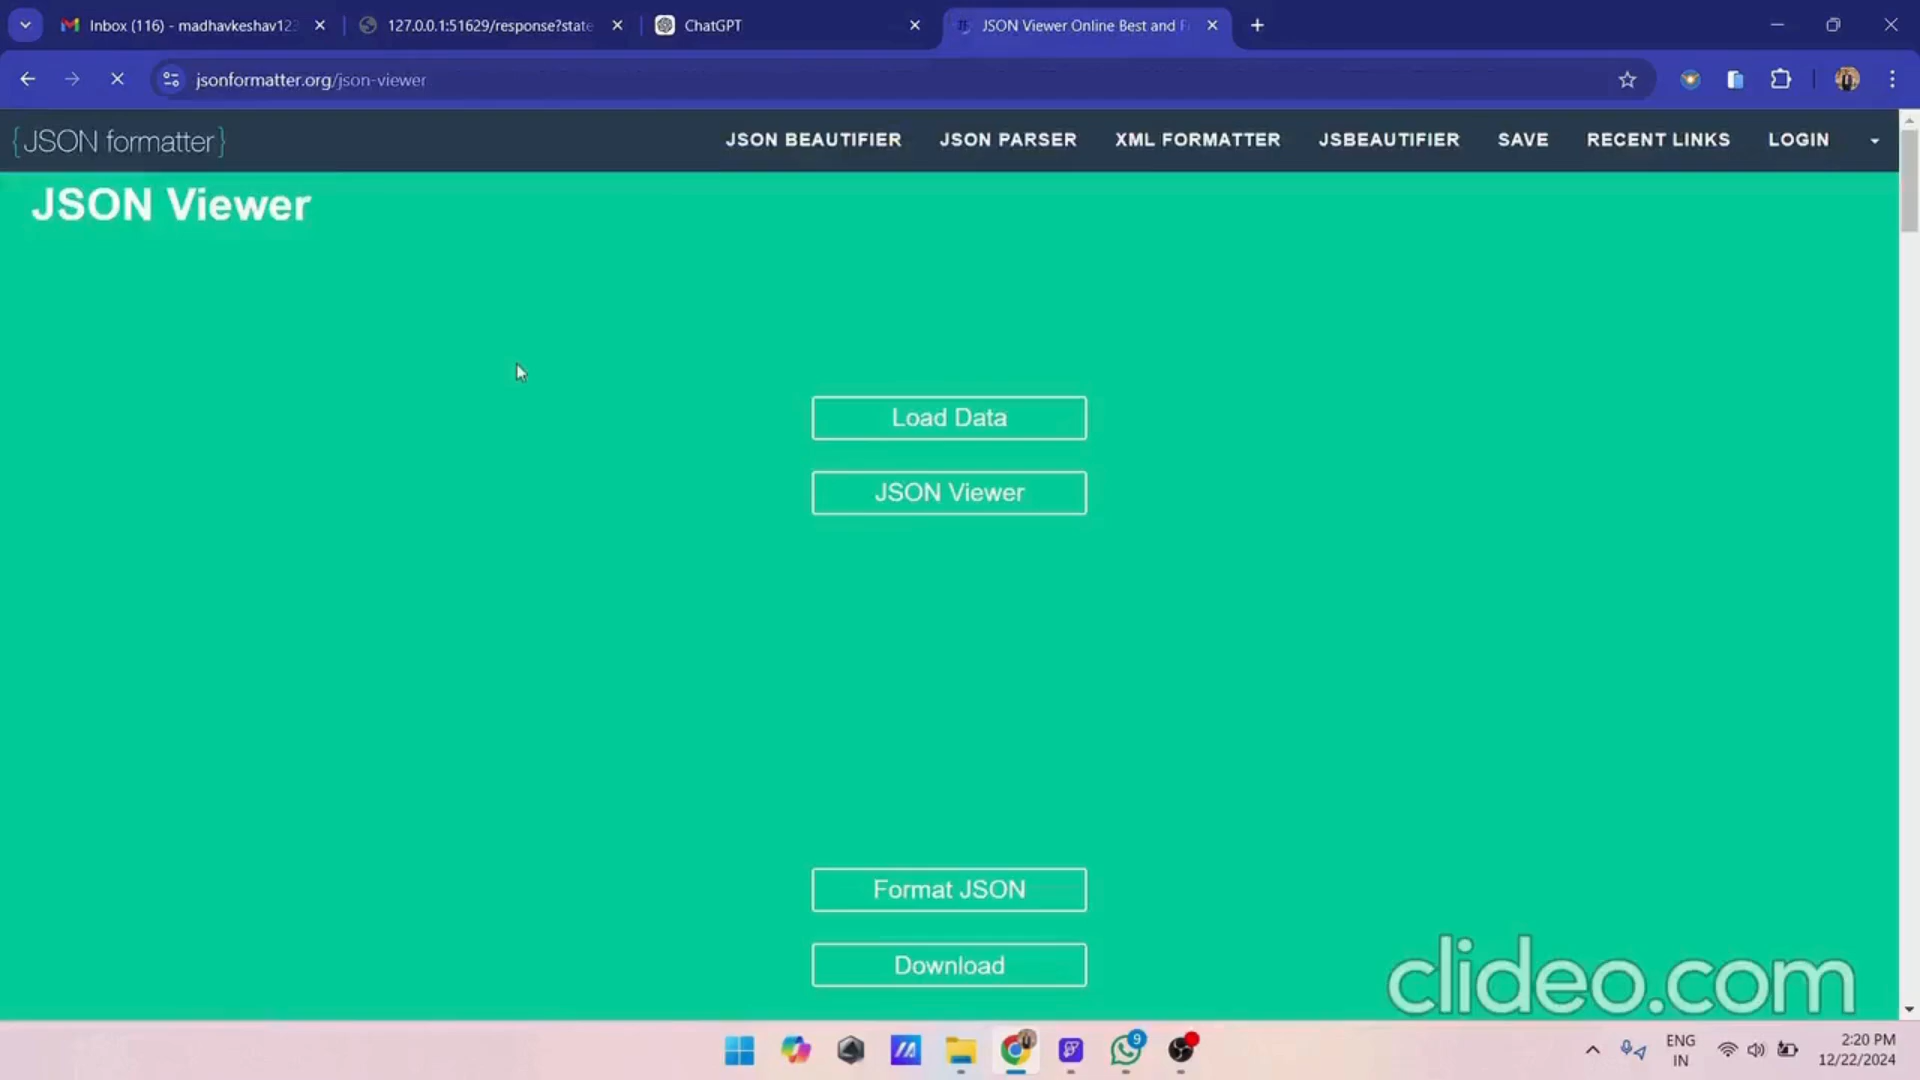 Inbox (116) - madhavkeshav123
127.0.0.1:51629/response?state
ChatGPT
JSON Viewer Online Best and F
jsonformatter.org/json-viewer
{JSON formatter}
JSON BEAUTIFIER
JSON PARSER
XML FORMATTER
JSBEAUTIFIER
SAVE
RECENT LINKS
LOGIN
JSON Viewer
Load Data
JSON Viewer
Format JSON
Download
clideo.com
9
ENG
IN
2:20 PM
12/22/2024